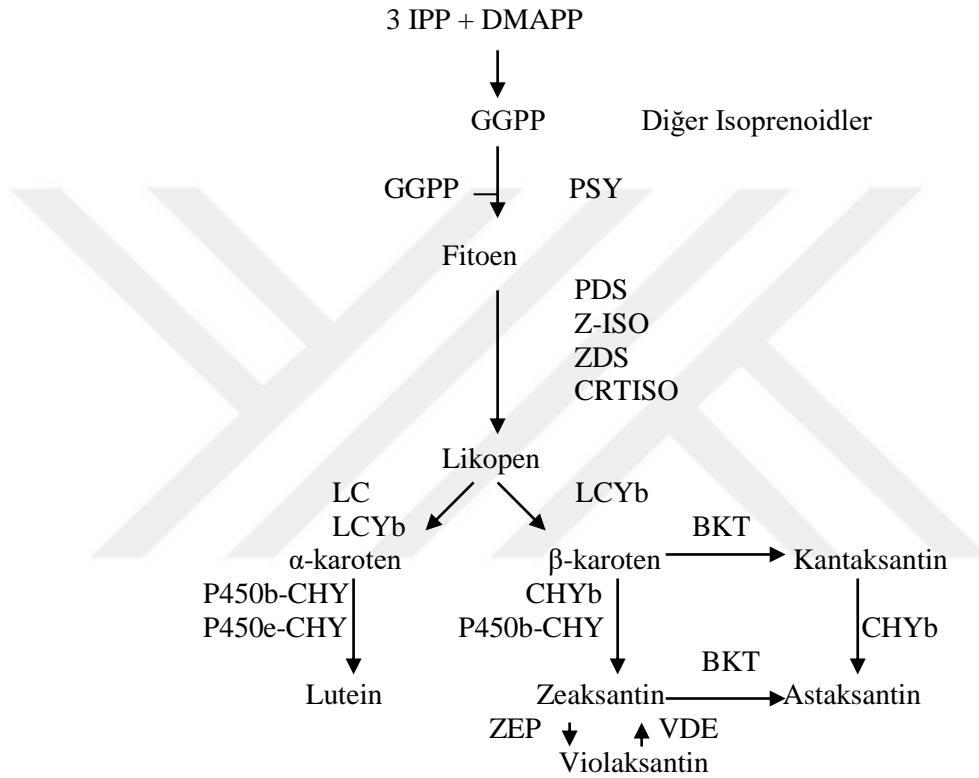 3 IPP + DMAPP
GGPP Diğer Isoprenoidler
GGPP PSY
Fitoen
PDS
Z-ISO
ZDS
CRTISO
Likopen
LC LCYb
LCYb BKT
α-karoten β-karoten Kantaksantin
P450b-CHY CHYb
P450e-CHY P450b-CHY CHYb
BKT
Lutein Zeaksantin Astaksantin
ZEP VDE
Violaksantin